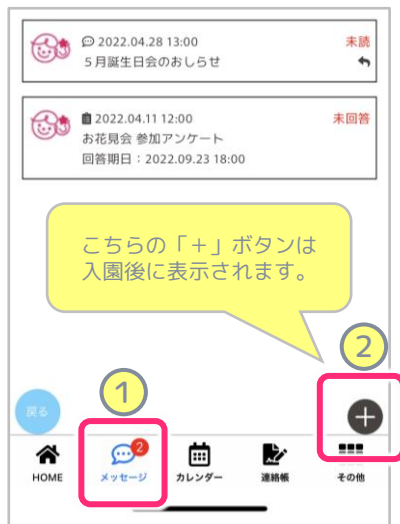 2022.04.28 13:00 未読
５月誕生日会のおしらせ
2022.04.11 12:00 未回答
お花見会 参加アンケート
回答期日：2022.09.23 18:00
こちらの「＋」ボタンは
入園後に表示されます。
2
1
戻る
2
HOME メッセージ カレンダー 連絡帳 その他